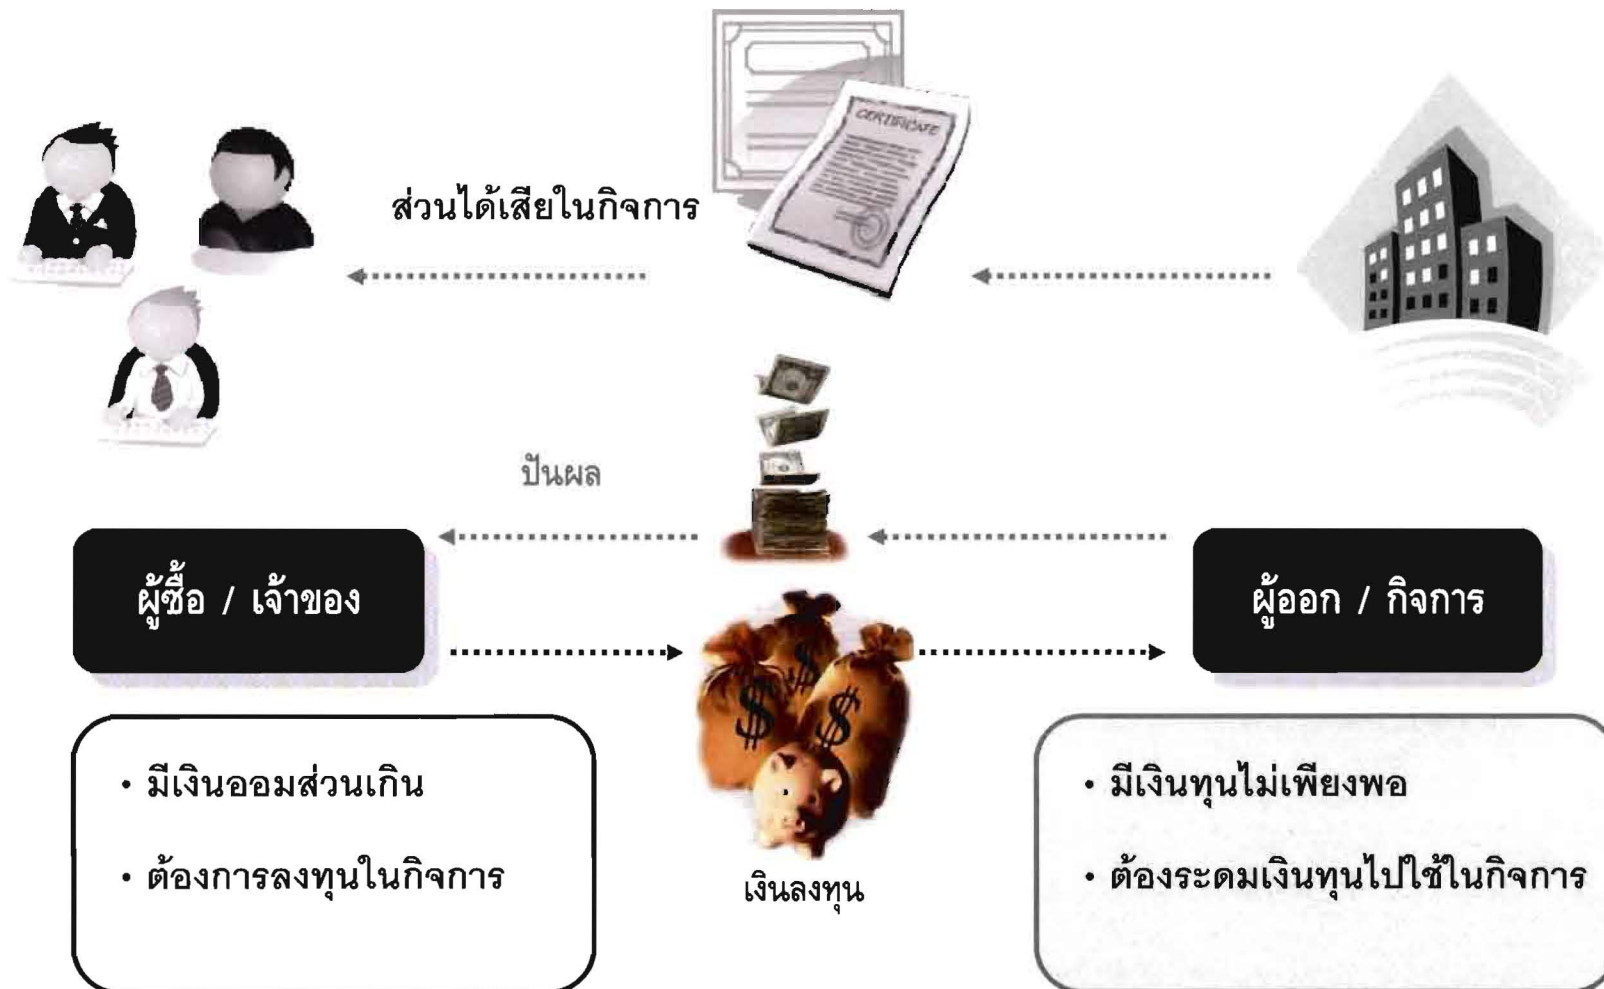 CERTIFICATE
ส่วนได้เสียในกิจการ
ปันผล
ผู้ซื้อ / เจ้าของ
ผู้ออก / กิจการ
$ $ $
• มีเงินออมส่วนเกิน
• ต้องการลงทุนในกิจการ
เงินลงทุน
• มีเงินทุนไม่เพียงพอ
• ต้องระดมเงินทุนไปใช้ในกิจการ